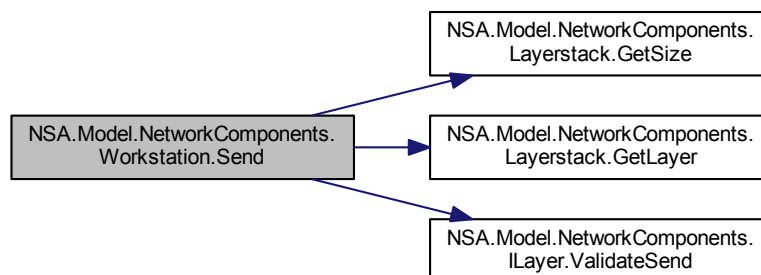 NSA.Model.NetworkComponents.
Layerstack.GetSize
NSA.Model.NetworkComponents.
Workstation.Send
NSA.Model.NetworkComponents.
Layerstack.GetLayer
NSA.Model.NetworkComponents.
ILayer.ValidateSend